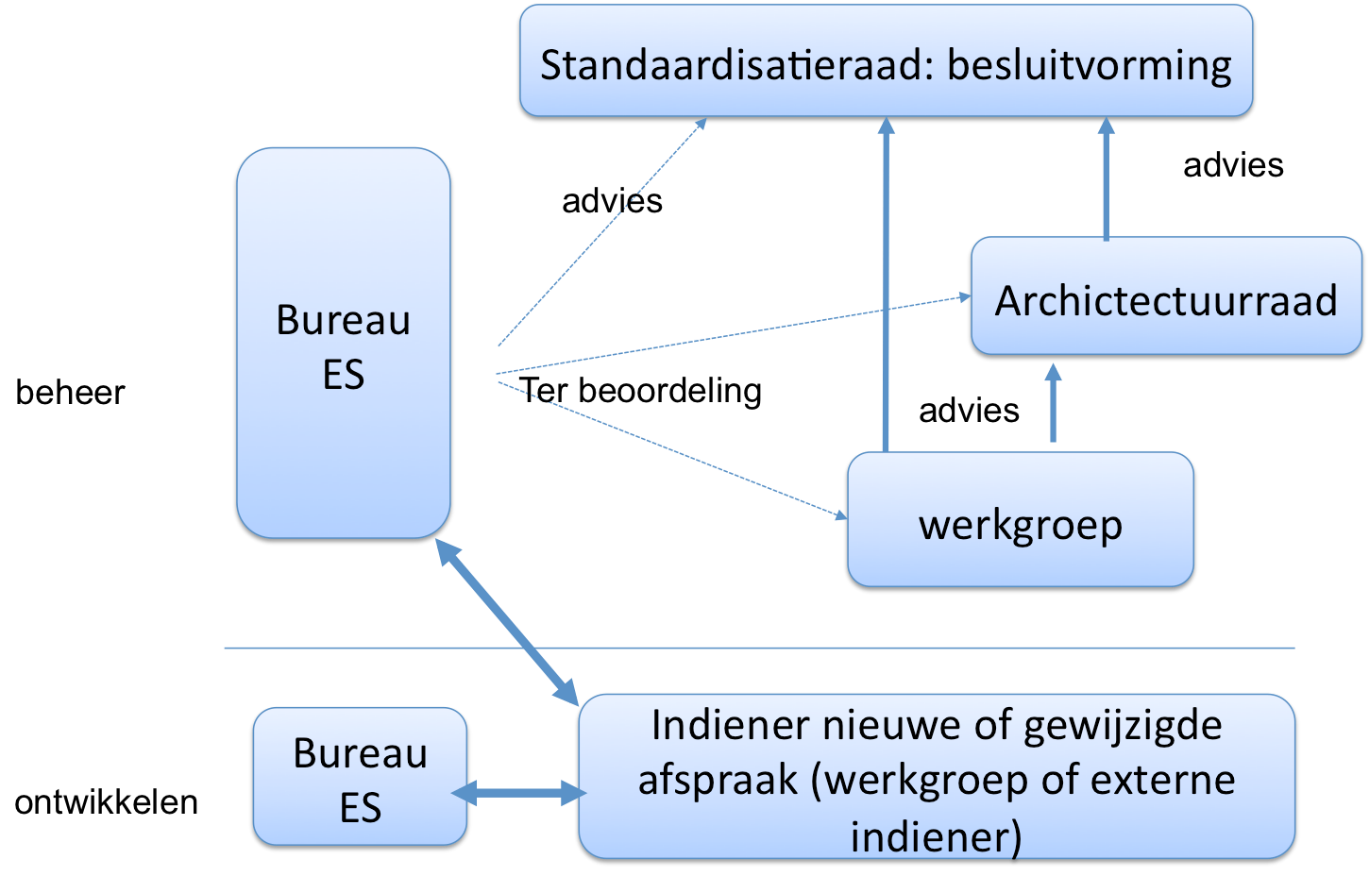 Standaardisatieraad: besluitvorming
advies
advies
Bureau
ES
Archictectuurraad
beheer
Ter beoordeling
advies
werkgroep
Indiener nieuwe of gewijzigde
afspraak (werkgroep of externe
indiener)
Bureau
ES
ontwikkelen